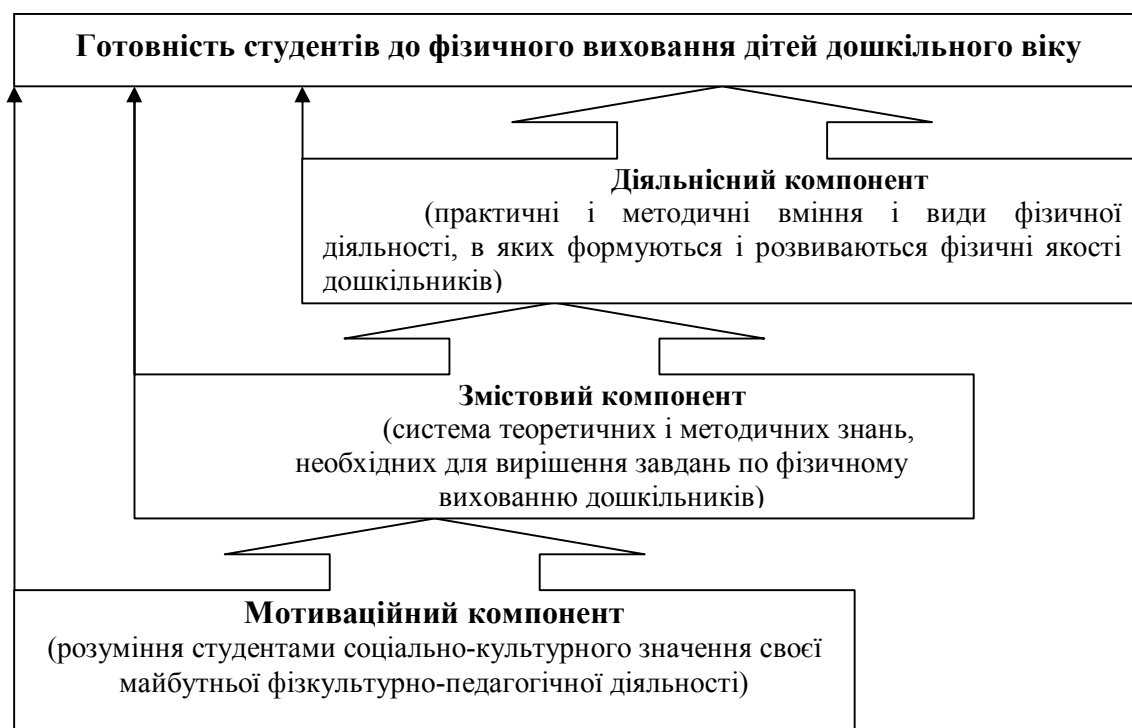 Готовність студентів до фізичного виховання дітей дошкільного віку
Діяльнісний компонент
(практичні і методичні вміння і види фізичної
діяльності, в яких формуються і розвиваються фізичні якості
дошкільників)
Змістовий компонент
(система теоретичних і методичних знань,
необхідних для вирішення завдань по фізичному
вихованню дошкільників)
Мотиваційний компонент
(розуміння студентами соціально-культурного значення своєї
майбутньої фізкультурно-педагогічної діяльності)